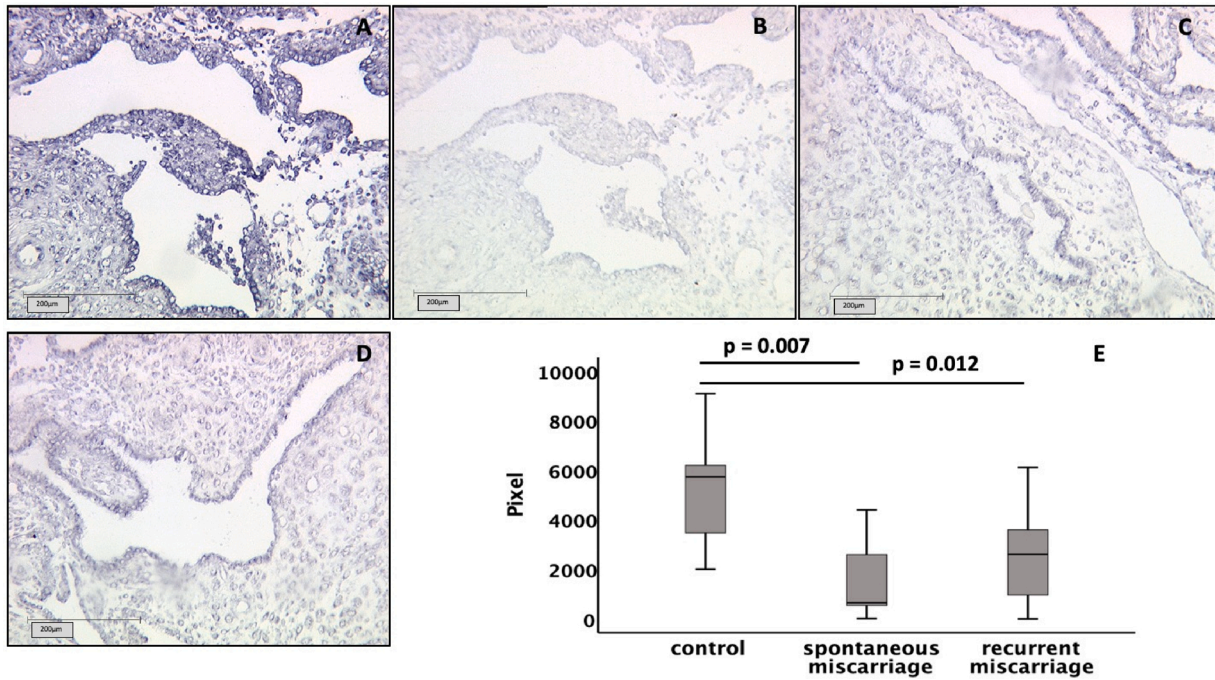 A
B
C
200µm
200µm
200µm
D
200µm
E
p = 0.007
p = 0.012
10000
8000
6000
4000
2000
0
Pixel
control
spontaneous
miscarriage
recurrent
miscarriage